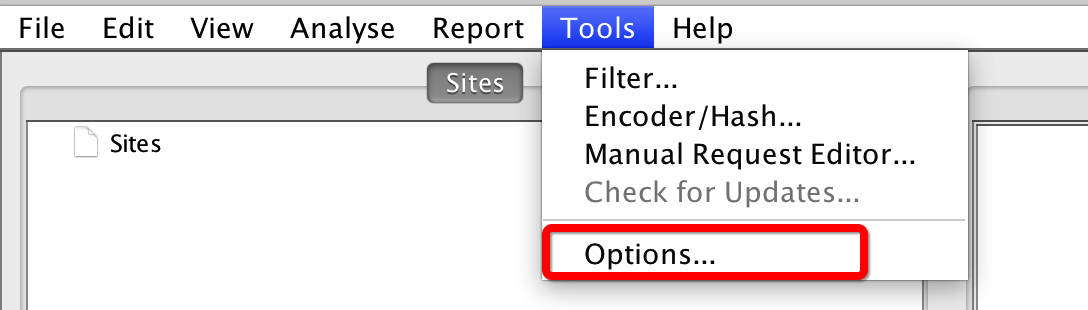 File Edit View Analyse Report Tools Help
Sites
Filter...
Encoder/Hash...
Sites
Manual Request Editor...
Check for Updates...
Options...